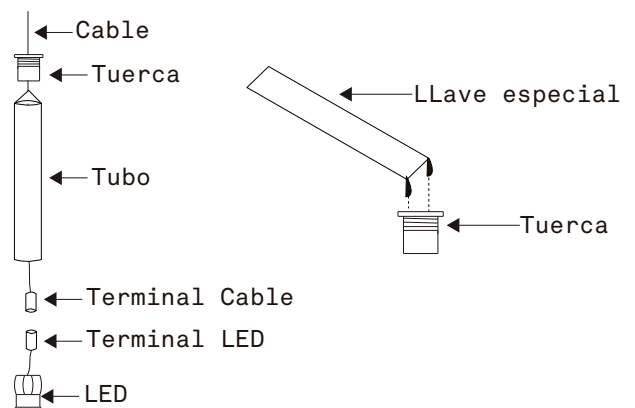 Cable
Tuerca
Tubo
Terminal Cable
Terminal LED
LED
LLave especial
Tuerca